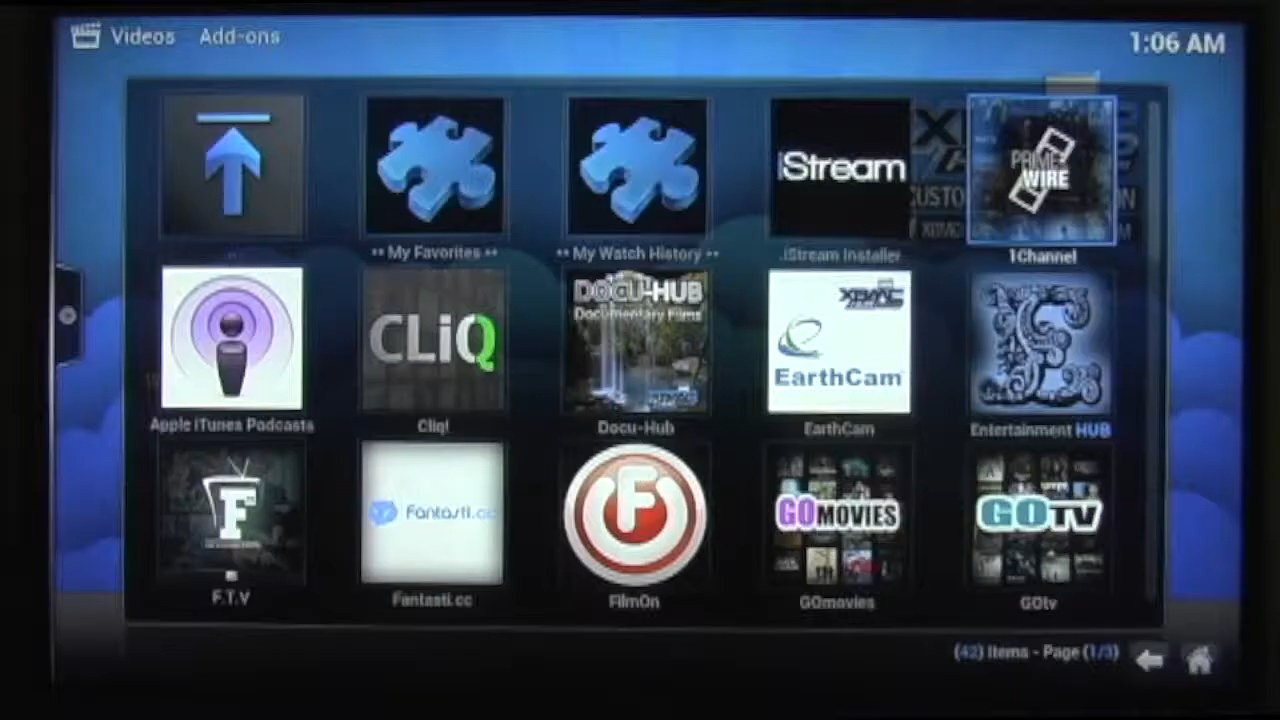 Videos Add-ons
1:06 AM
iStream
PRIME
WIRE
CUSTO
..
** My Favorites **
** My Watch History **
.iStream Installer
1Channel
CLiQ
DOCU-HUB
Documentary Films
XBMC
EarthCam
Apple iTunes Podcasts
Cliq!
Docu-Hub
EarthCam
Entertainment HUB
F
Fantasti.cc
F
GOMOVIES
GOTV
F.T.V
Fantasti.cc
FilmOn
GOmovies
GOtv
(42) Items - Page (1/3)